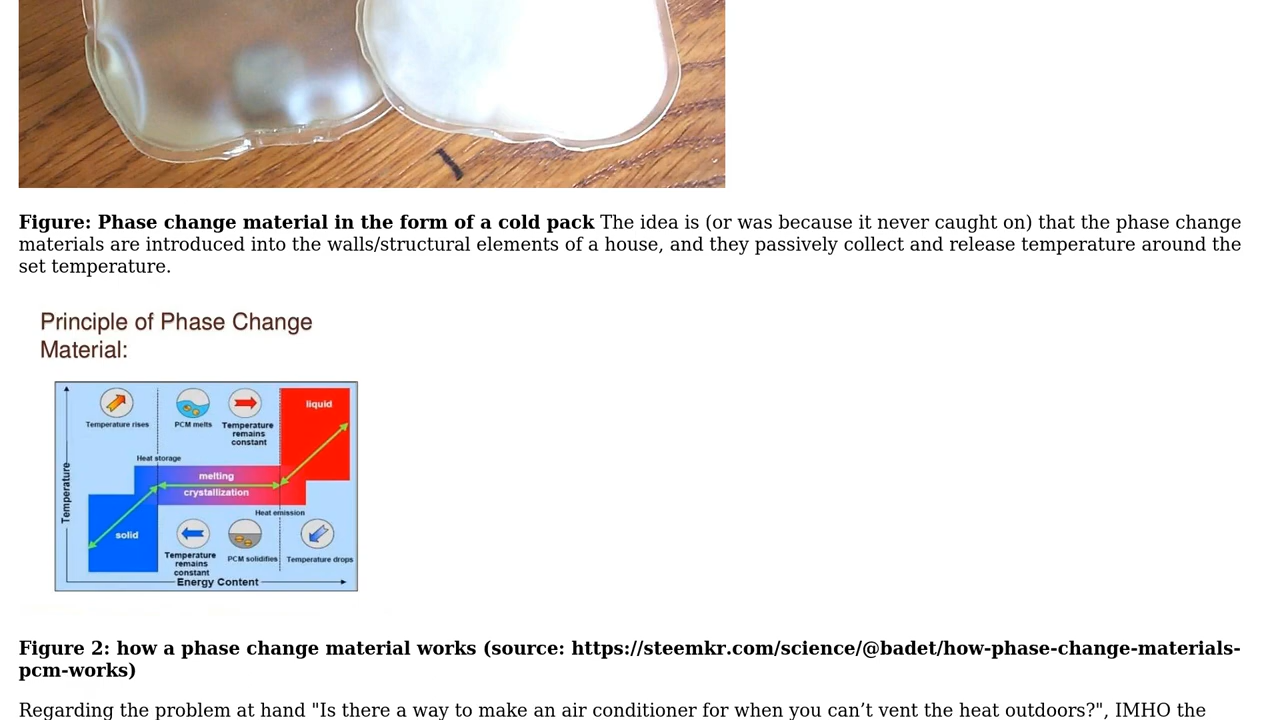 Figure: Phase change material in the form of a cold pack The idea is (or was because it never caught on) that the phase change
materials are introduced into the walls/structural elements of a house, and they passively collect and release temperature around the
set temperature.
Principle of Phase Change
Material:
Temperature rises
PCM melts
Temperature
remains
constant
liquid
Heat storage
melting
crystallization
Heat emission
solid
Temperature
remains
constant
PCM solidifies
Temperature drops
Temperature
Energy Content
Figure 2: how a phase change material works (source: https://steemkr.com/science/@badet/how-phase-change-materials-
pcm-works)
Regarding the problem at hand "Is there a way to make an air conditioner for when you can’t vent the heat outdoors?", IMHO the